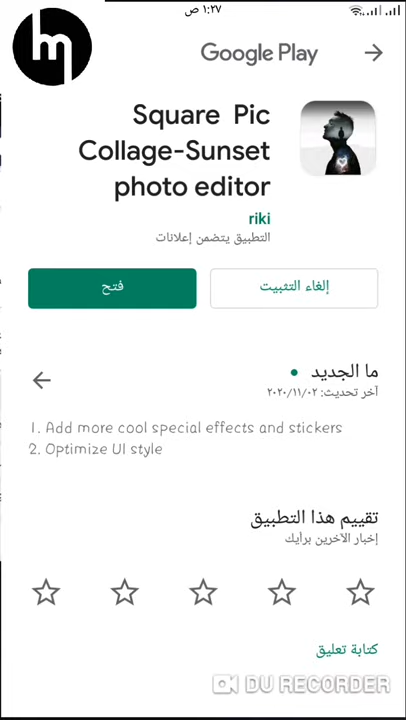 ١:٢٧ ص
Google Play
Square Pic
Collage-Sunset
photo editor
riki
التطبيق يتضمن إعلانات
إلغاء التثبيت
فتح
ما الجديد
آخر تحديث: ٢٠٢٠/١١/٠٢
1. Add more cool special effects and stickers
2. Optimize UI style
تقييم هذا التطبيق
إخبار الآخرين برأيك
كتابة تعليق
DU RECORDER